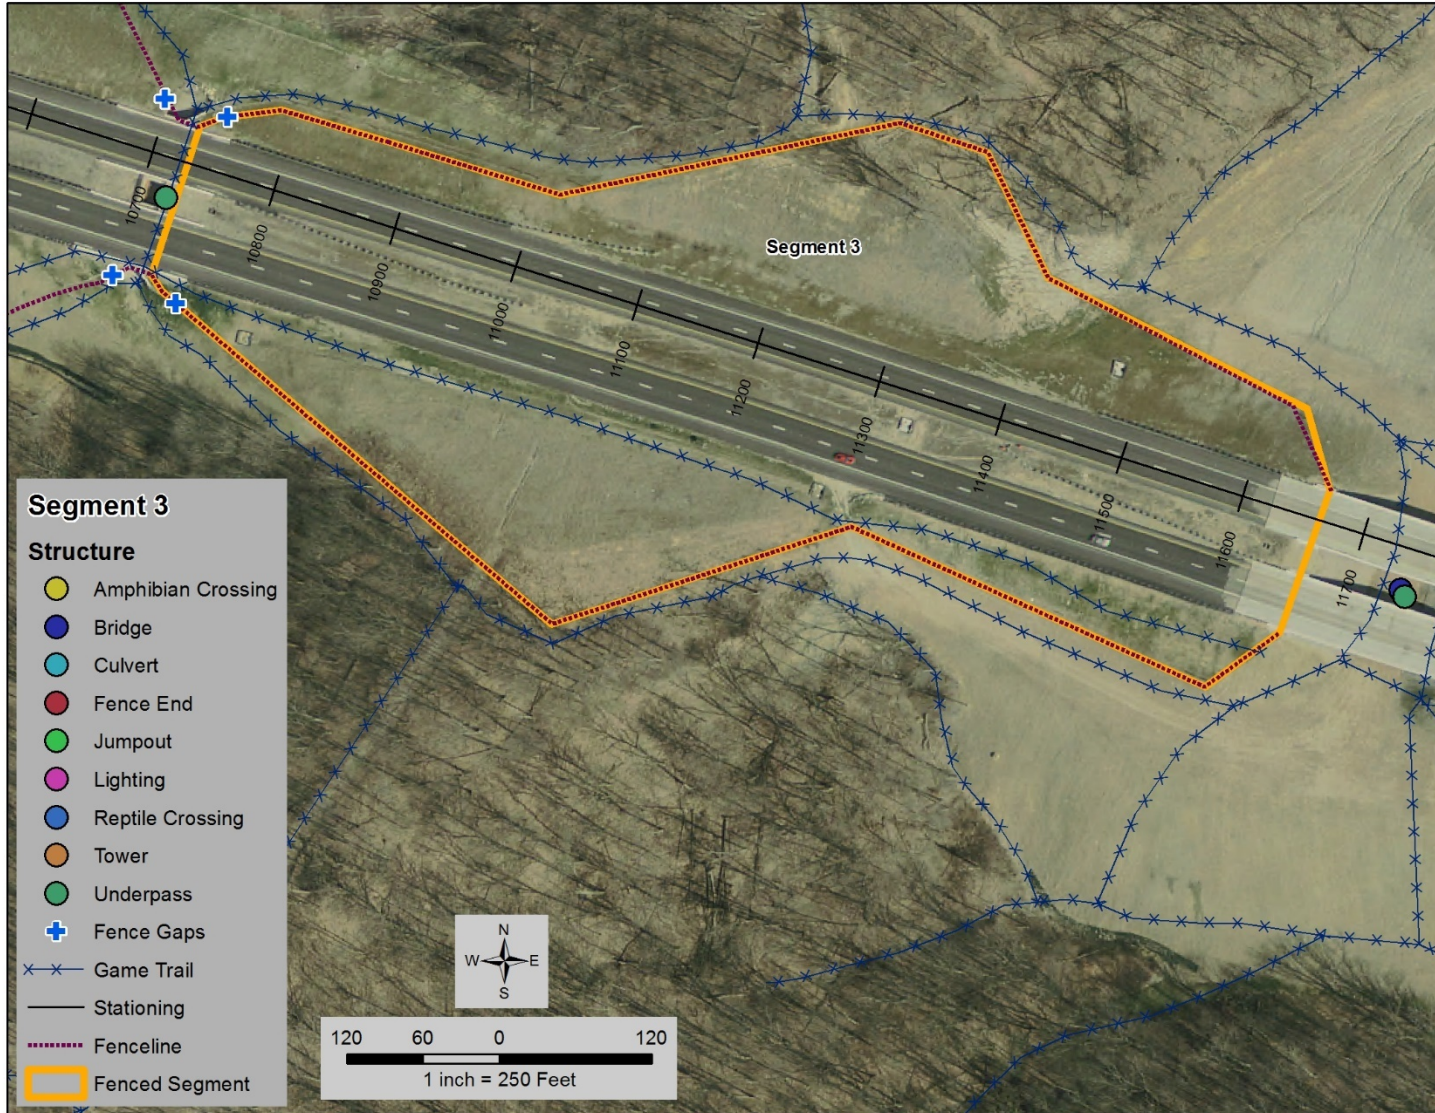 Segment 3
10700
10800
10900
11000
11100
11200
11300
11400
11500
11600
11700
Segment 3
Structure
Amphibian Crossing
Bridge
Culvert
Fence End
Jumpout
Lighting
Reptile Crossing
Tower
Underpass
Fence Gaps
Game Trail
Stationing
Fenceline
Fenced Segment
N
W E
S
120 60 0 120
1 inch = 250 Feet